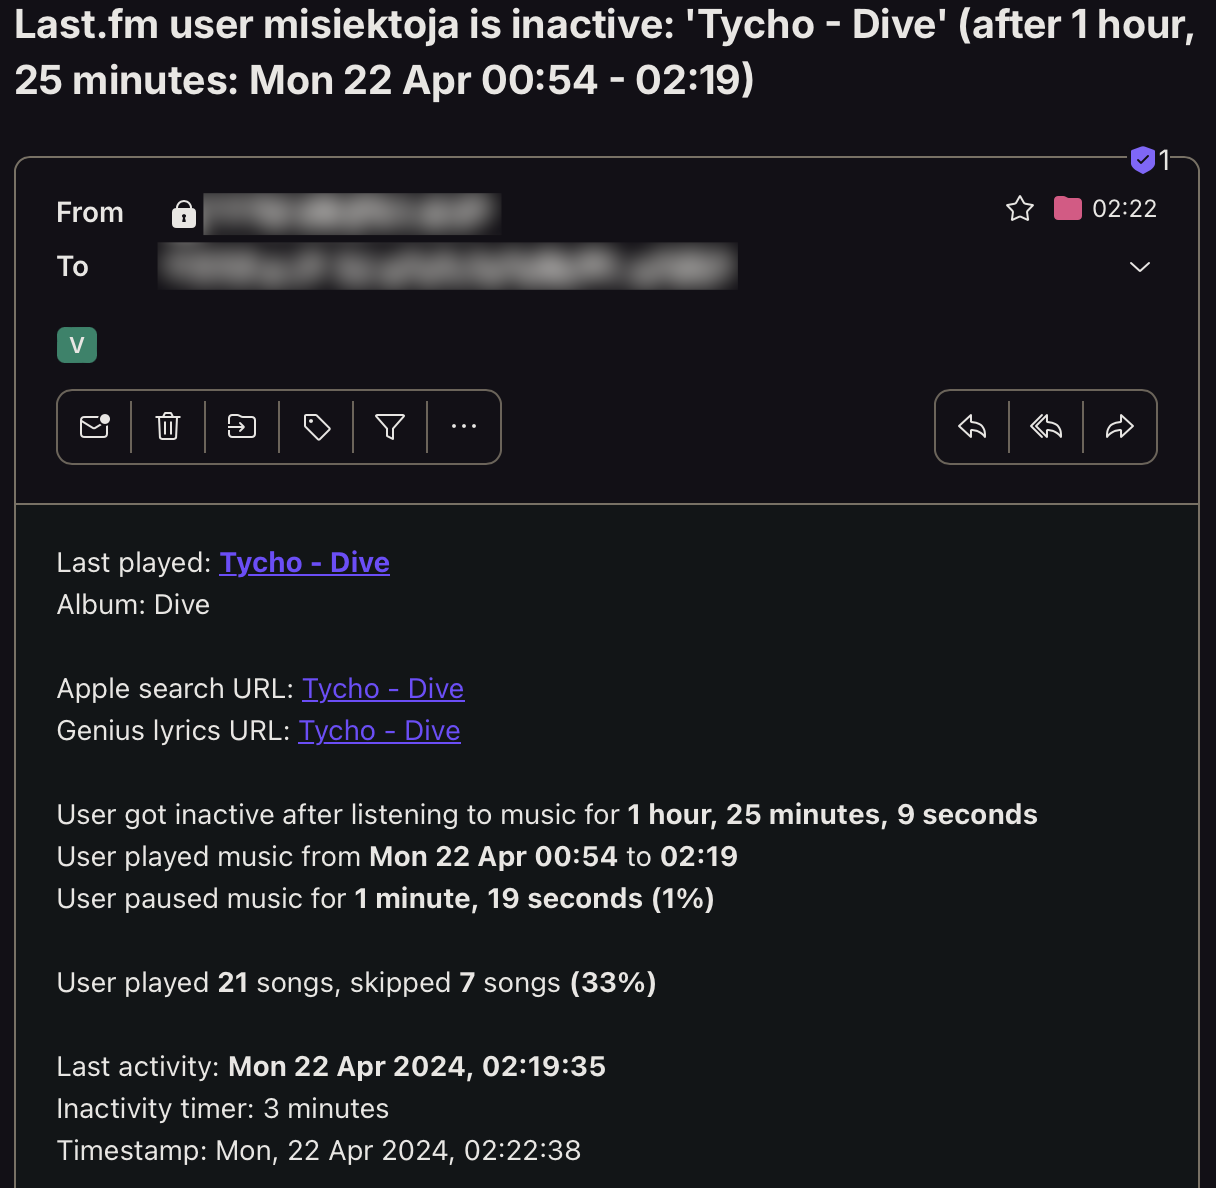 Last.fm user misiektoja is inactive: 'Tycho - Dive' (after 1 hour,
25 minutes: Mon 22 Apr 00:54 - 02:19)
1
From
02:22
To
V
Last played: Tycho - Dive
Album: Dive
Apple search URL: Tycho - Dive
Genius lyrics URL: Tycho - Dive
User got inactive after listening to music for 1 hour, 25 minutes, 9 seconds
User played music from Mon 22 Apr 00:54 to 02:19
User paused music for 1 minute, 19 seconds (1%)
User played 21 songs, skipped 7 songs (33%)
Last activity: Mon 22 Apr 2024, 02:19:35
Inactivity timer: 3 minutes
Timestamp: Mon, 22 Apr 2024, 02:22:38